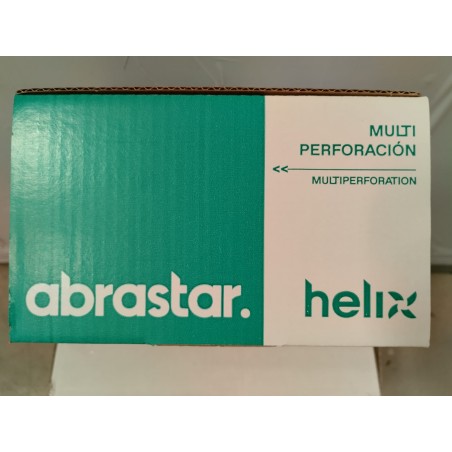 MULTI
PERFORACIÓN
MULTIPERFORATION
abrastar.
helix